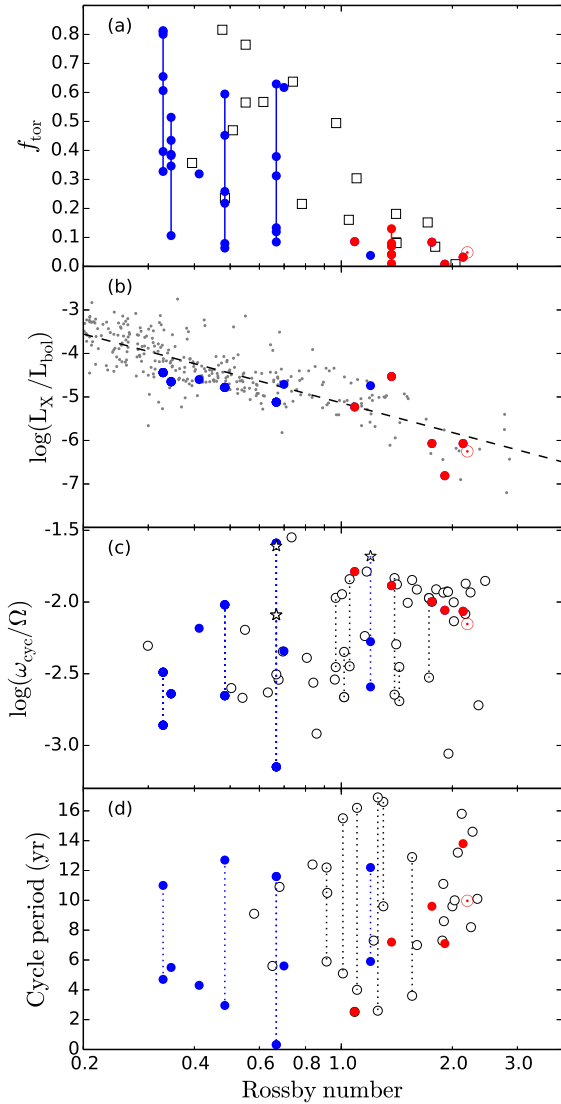 (a)
0.8
0.7
0.6
0.5
0.4
0.3
0.2
0.1
0.0
f_tor
(b)
-3
-4
-5
-6
-7
log(L_X/L_bol)
(c)
-1.5
-2.0
-2.5
-3.0
log(ω_cyc/Ω)
(d)
16
14
12
10
8
6
4
2
0
Cycle period (yr)
0.2 0.4 0.6 0.8 1.0 2.0 3.0
Rossby number